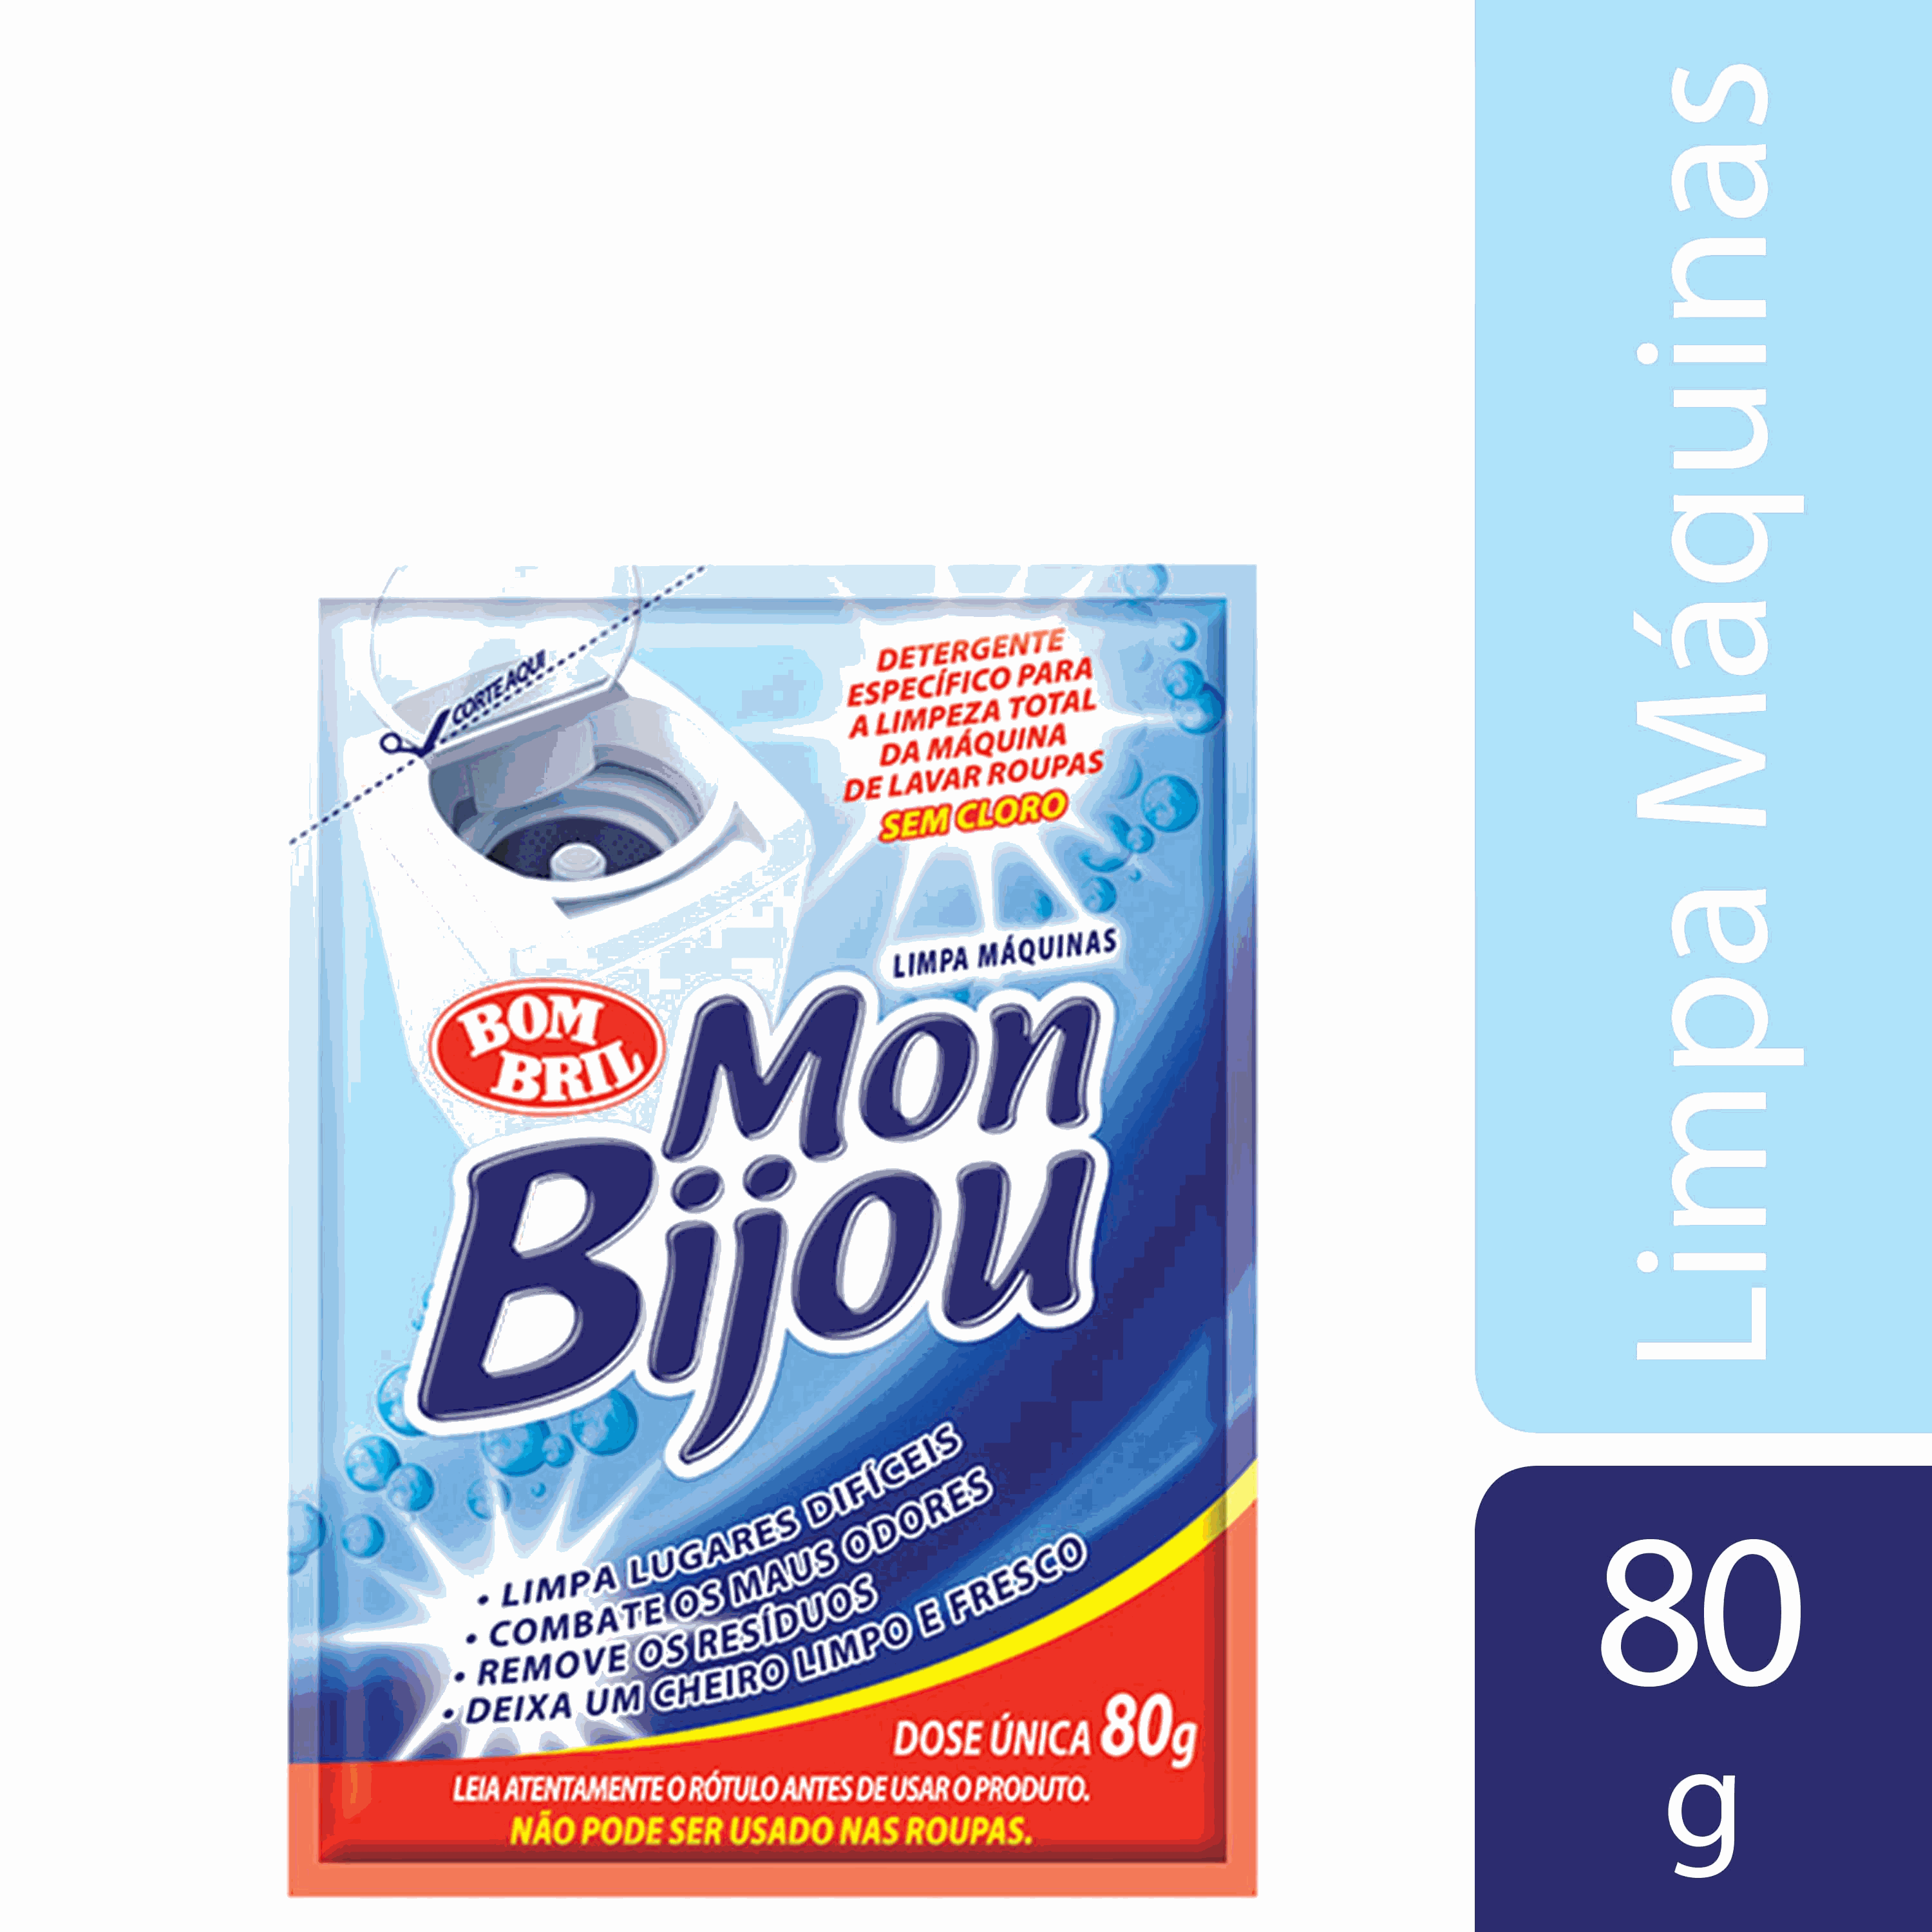 CORTE AQUI
DETERGENTE
ESPECÍFICO PARA
A LIMPEZA TOTAL
DA MÁQUINA
DE LAVAR ROUPAS
SEM CLORO
LIMPA MÁQUINAS
BOM
BRIL
Mon
Bijou
• LIMPA LUGARES DIFÍCEIS
• COMBATE OS MAUS ODORES
• REMOVE OS RESÍDUOS
• DEIXA UM CHEIRO LIMPO E FRESCO
DOSE ÚNICA 80g
LEIA ATENTAMENTE O RÓTULO ANTES DE USAR O PRODUTO.
NÃO PODE SER USADO NAS ROUPAS.
Limpa Máquinas
80
g